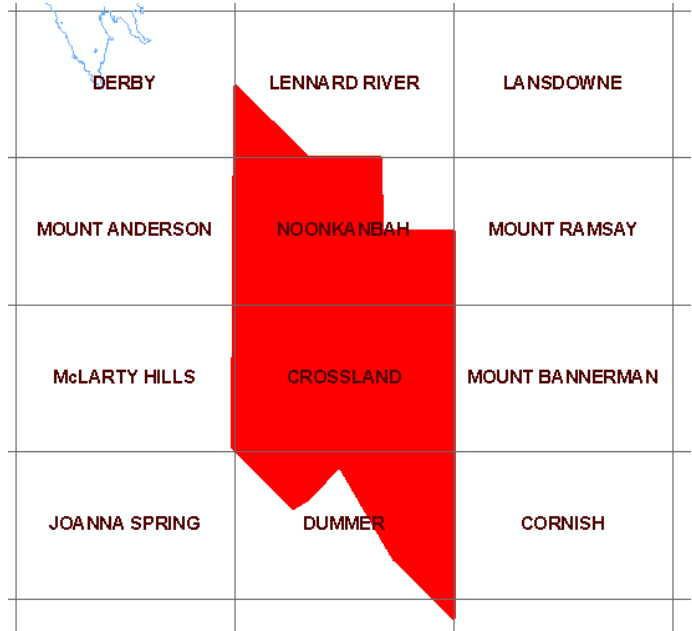 DERBY
LENNARD RIVER
LANSDOWNE
MOUNT ANDERSON
NOONKANBAH
MOUNT RAMSAY
McLARTY HILLS
CROSSLAND
MOUNT BANNERMAN
JOANNA SPRING
DUMMER
CORNISH